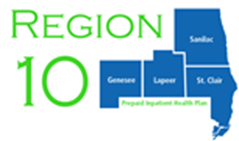 REGION
10
Sanilac
Genesee
Lapeer
St. Clair
Prepaid Inpatient Health Plan